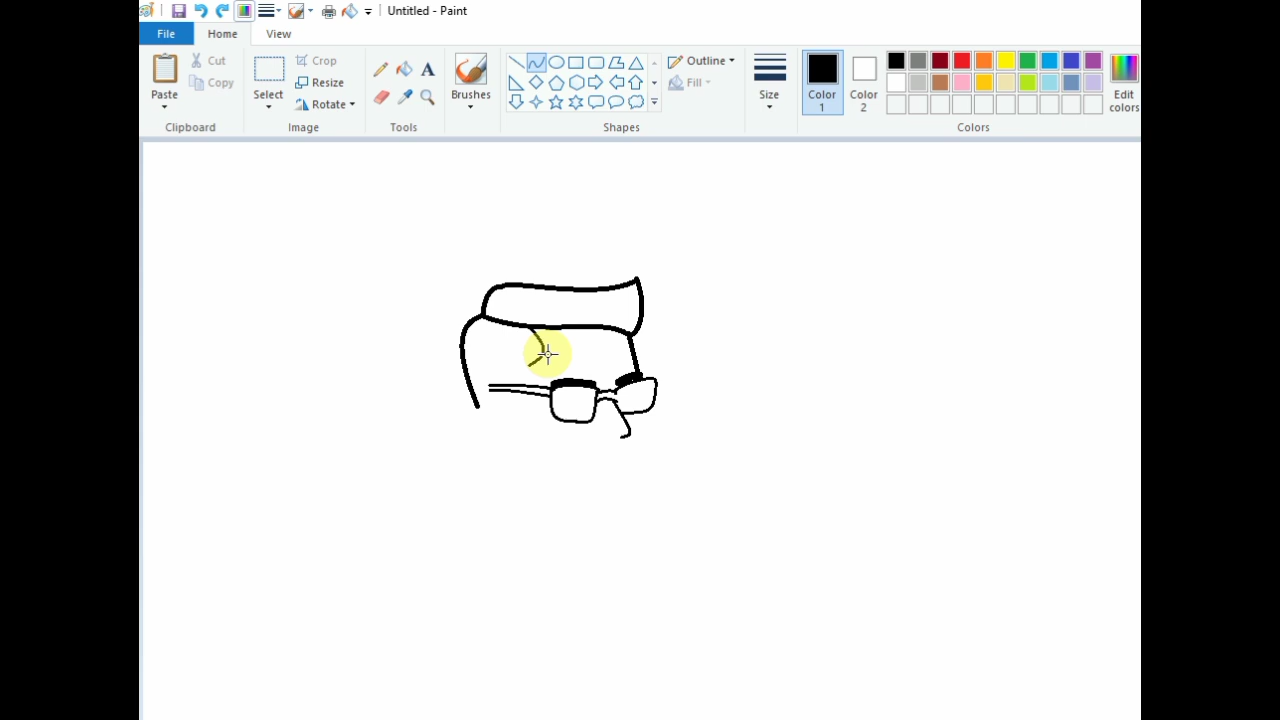 Untitled - Paint
File Home View
Paste Cut Copy
Clipboard
Select Crop Resize Rotate
Image
A
Tools
Brushes
Outline Fill
Shapes
Size
Color 1
Color 2
Edit colors
Colors